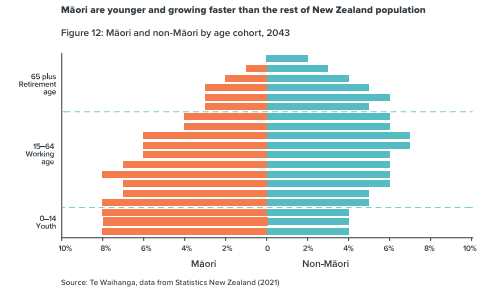 Māori are younger and growing faster than the rest of New Zealand population
Figure 12: Māori and non-Māori by age cohort, 2043
65 plus
Retirement
age
15–64
Working
age
0–14
Youth
10% 8% 6% 4% 2% 0 2% 4% 6% 8% 10%
Māori Non-Māori
Source: Te Waihanga, data from Statistics New Zealand (2021)